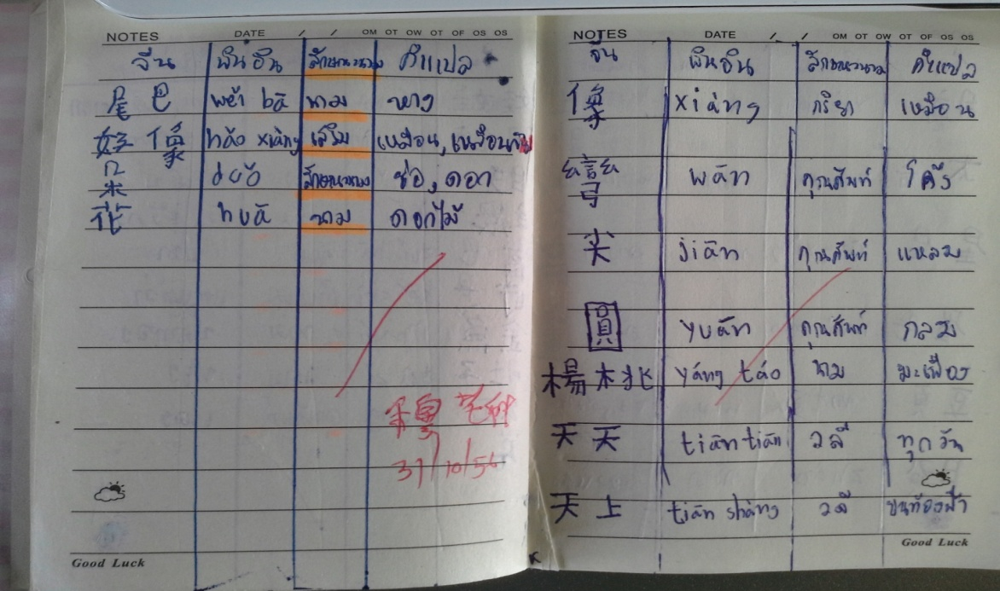 NOTES DATE / / OM OT OW OT OF OS OS
จีน พินอิน ลักษณนาม คำแปล
尾巴 wěi bā นาม หาง
好像 hǎo xiàng เสริม เหมือน, เหมือนกับ
朵 duǒ ลักษณนาม ช่อ, ดอก
花 huā นาม ดอกไม้
31/10/56
Good Luck
NOTES DATE / / OM OT OW OT OF OS OS
จีน พินอิน ลักษณนาม คำแปล
像 xiàng กริยา เหมือน
彎 wān คุณศัพท์ โค้ง
尖 jiān คุณศัพท์ แหลม
圓 yuán คุณศัพท์ กลม
楊桃 yáng táo นาม มะเฟือง
天天 tiān tiān วลี ทุกวัน
天上 tiān shàng วลี บนท้องฟ้า
Good Luck